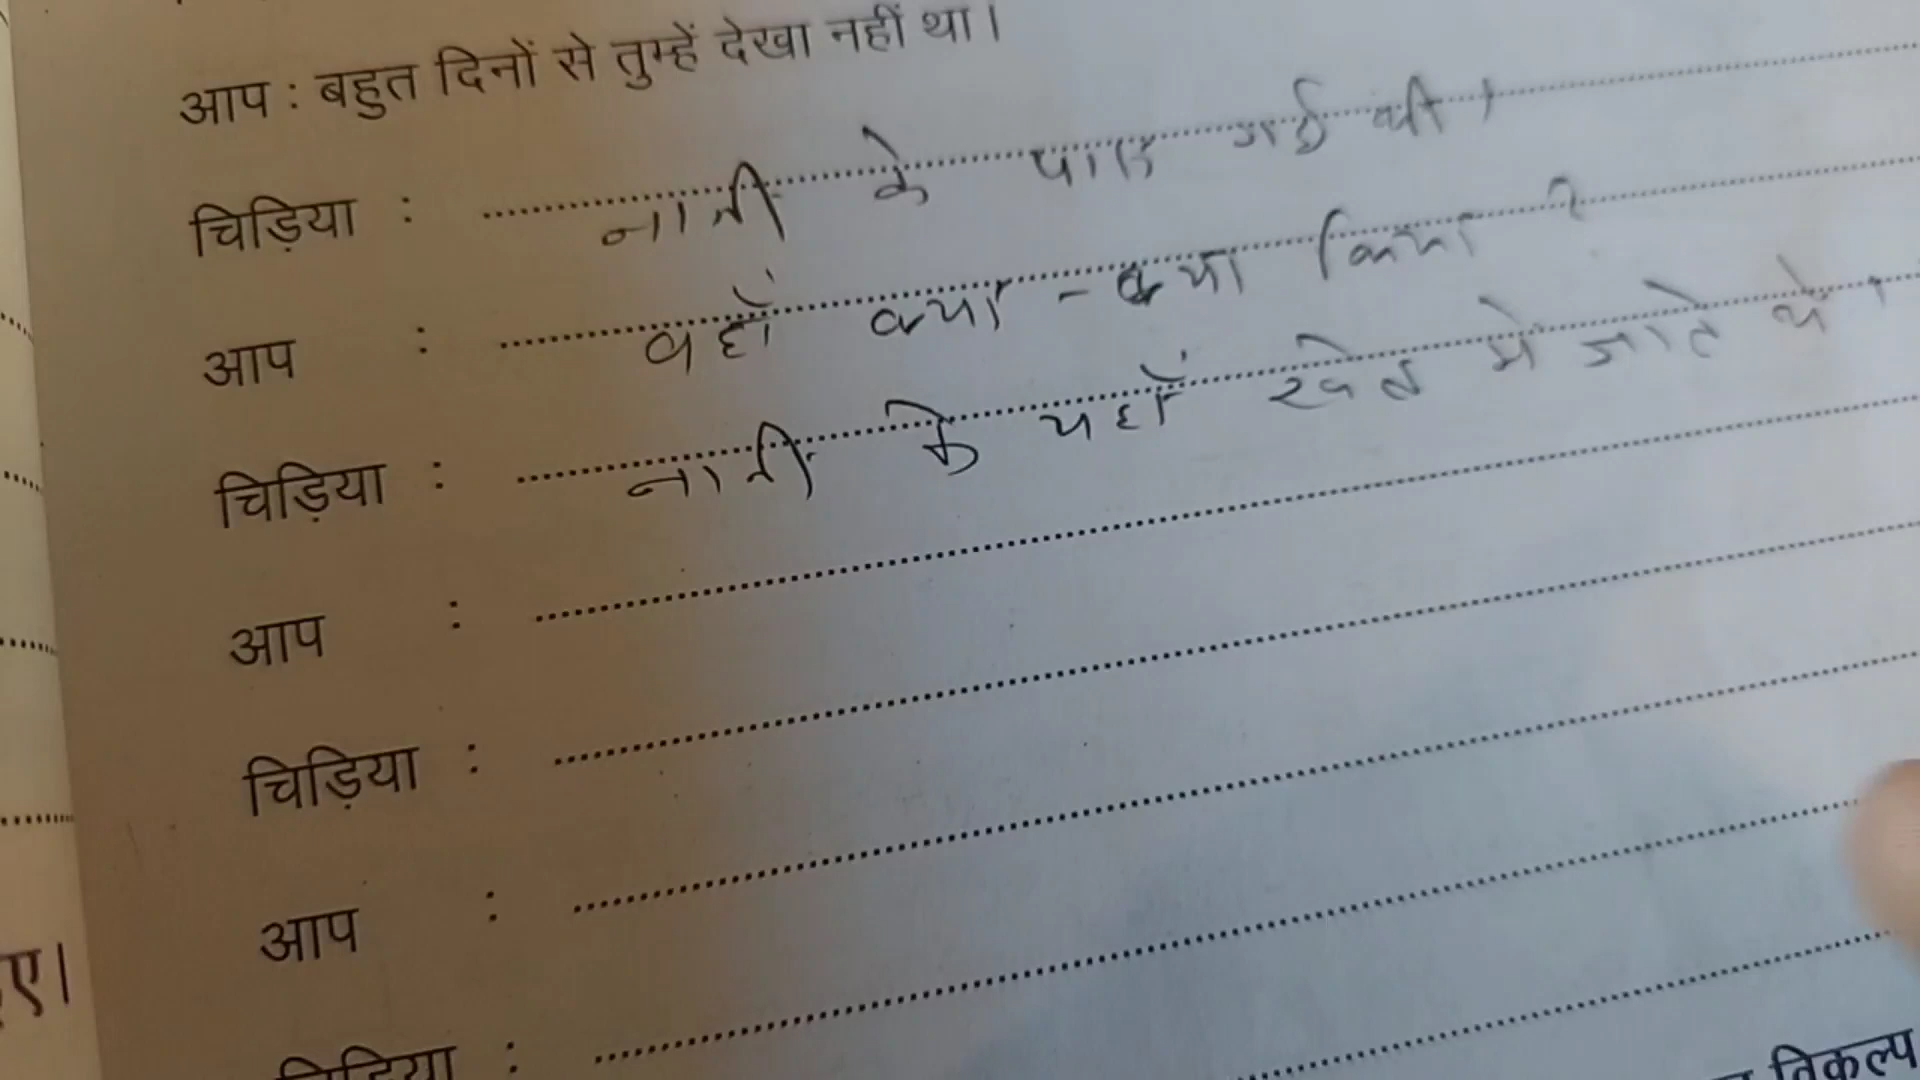 आप : बहुत दिनों से तुम्हें देखा नहीं था।
चिड़िया : नानी के पास गई थी।
आप : वहाँ क्या - क्या किया ?
चिड़िया : नानी के यहाँ खेत में जाते थे।
आप :
चिड़िया :
आप :
ए।
चिड़िया :
विकल्प